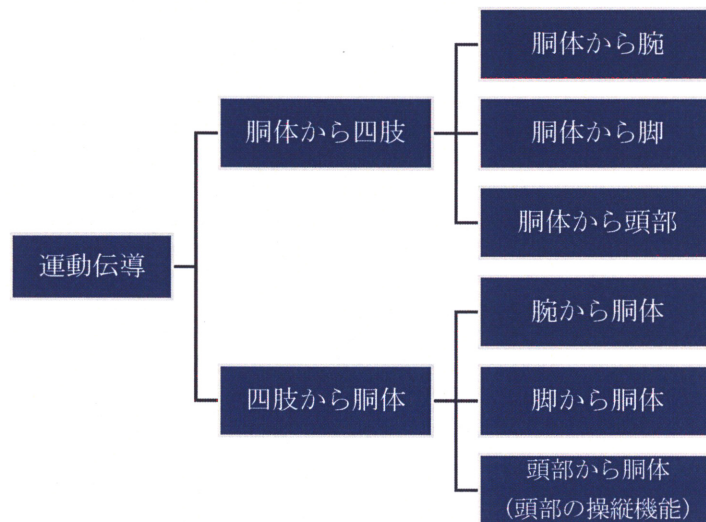 運動伝導
胴体から四肢
胴体から腕
胴体から脚
胴体から頭部
四肢から胴体
腕から胴体
脚から胴体
頭部から胴体
(頭部の操縦機能)